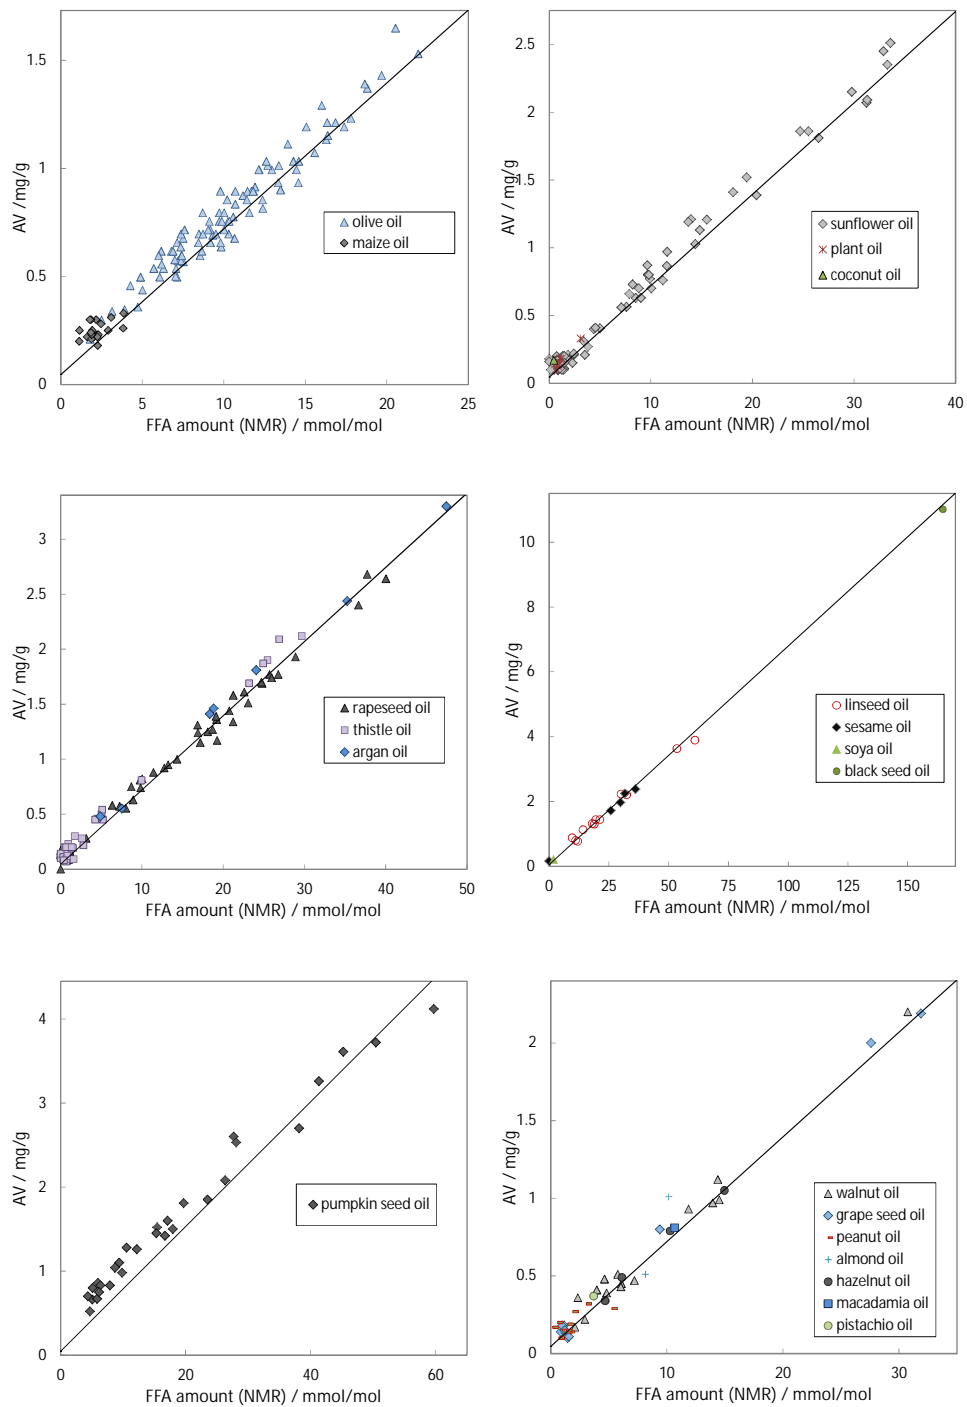 AV /mg/g
1.5
1
0.5
0
0 5 10 15 20 25
FFA amount (NMR) / mmol/mol
olive oil
maize oil
AV / mg/g
2.5
2
1.5
1
0.5
0
0 10 20 30 40
FFA amount (NMR) / mmol/mol
sunflower oil
plant oil
coconut oil
AV / mg/g
3
2.5
2
1.5
1
0.5
0
0 10 20 30 40 50
FFA amount (NMR) / mmol/mol
rapeseed oil
thistle oil
argan oil
AV / mg/g
10
8
6
4
2
0
0 25 50 75 100 125 150
FFA amount (NMR) / mmol/mol
linseed oil
sesame oil
soya oil
black seed oil
AV / mg/g
4
3
2
1
0
0 20 40 60
FFA amount (NMR) / mmol/mol
pumpkin seed oil
AV / mg/g
2
1.5
1
0.5
0
0 10 20 30
FFA amount (NMR) / mmol/mol
walnut oil
grape seed oil
peanut oil
almond oil
hazelnut oil
macadamia oil
pistachio oil